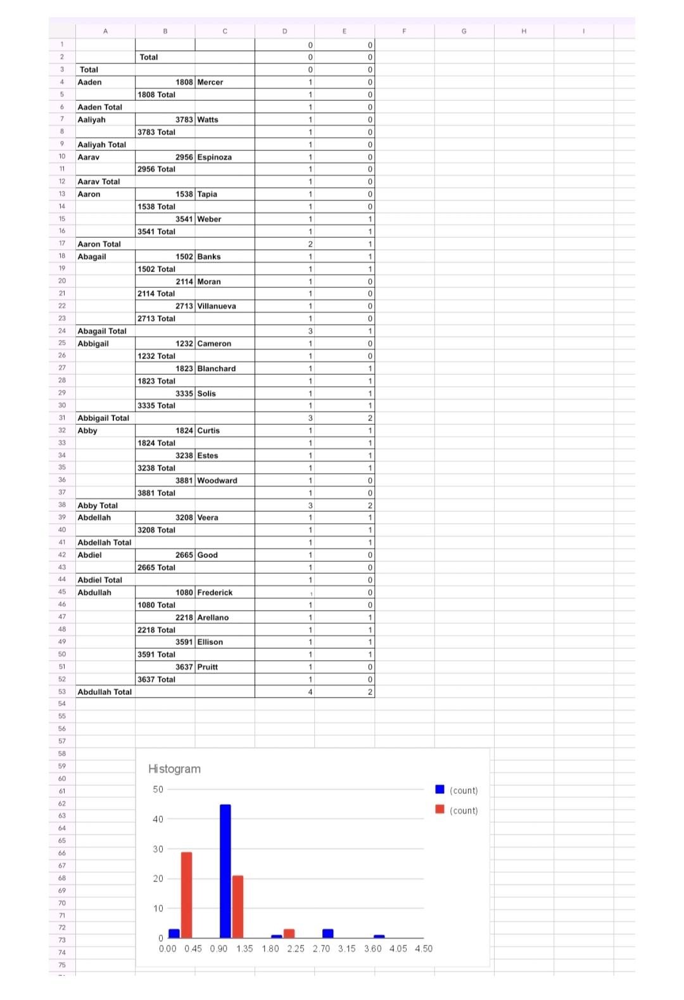 A B C D E F G H I
1 0 0
2 Total 0 0
3 Total 0 0
4 Aaden 1808 Mercer 1 0
5 1808 Total 1 0
6 Aaden Total 1 0
7 Aaliyah 3783 Watts 1 0
8 3783 Total 1 0
9 Aaliyah Total 1 0
10 Aarav 2956 Espinoza 1 0
11 2956 Total 1 0
12 Aarav Total 1 0
13 Aaron 1538 Tapia 1 0
14 1538 Total 1 0
15 3541 Weber 1 1
16 3541 Total 1 1
17 Aaron Total 2 1
18 Abagail 1502 Banks 1 1
19 1502 Total 1 1
20 2114 Moran 1 0
21 2114 Total 1 0
22 2713 Villanueva 1 0
23 2713 Total 1 0
24 Abagail Total 3 1
25 Abbigail 1232 Cameron 1 0
26 1232 Total 1 0
27 1823 Blanchard 1 1
28 1823 Total 1 1
29 3335 Solis 1 1
30 3335 Total 1 1
31 Abbigail Total 3 2
32 Abby 1824 Curtis 1 1
33 1824 Total 1 1
34 3238 Estes 1 1
35 3238 Total 1 1
36 3881 Woodward 1 0
37 3881 Total 1 0
38 Abby Total 3 2
39 Abdellah 3208 Veera 1 1
40 3208 Total 1 1
41 Abdellah Total 1 1
42 Abdiel 2665 Good 1 0
43 2665 Total 1 0
44 Abdiel Total 1 0
45 Abdullah 1080 Frederick 1 0
46 1080 Total 1 0
47 2218 Arellano 1 1
48 2218 Total 1 1
49 3591 Ellison 1 1
50 3591 Total 1 1
51 3637 Pruitt 1 0
52 3637 Total 1 0
53 Abdullah Total 4 2
54
55
56
57
58
59 Histogram
60
61 50 (count)
62
63 40 (count)
64
65
66 30
67
68 20
69
70 10
71
72
73 0
74 0.00 0.45 0.90 1.35 1.80 2.25 2.70 3.15 3.60 4.05 4.50
75